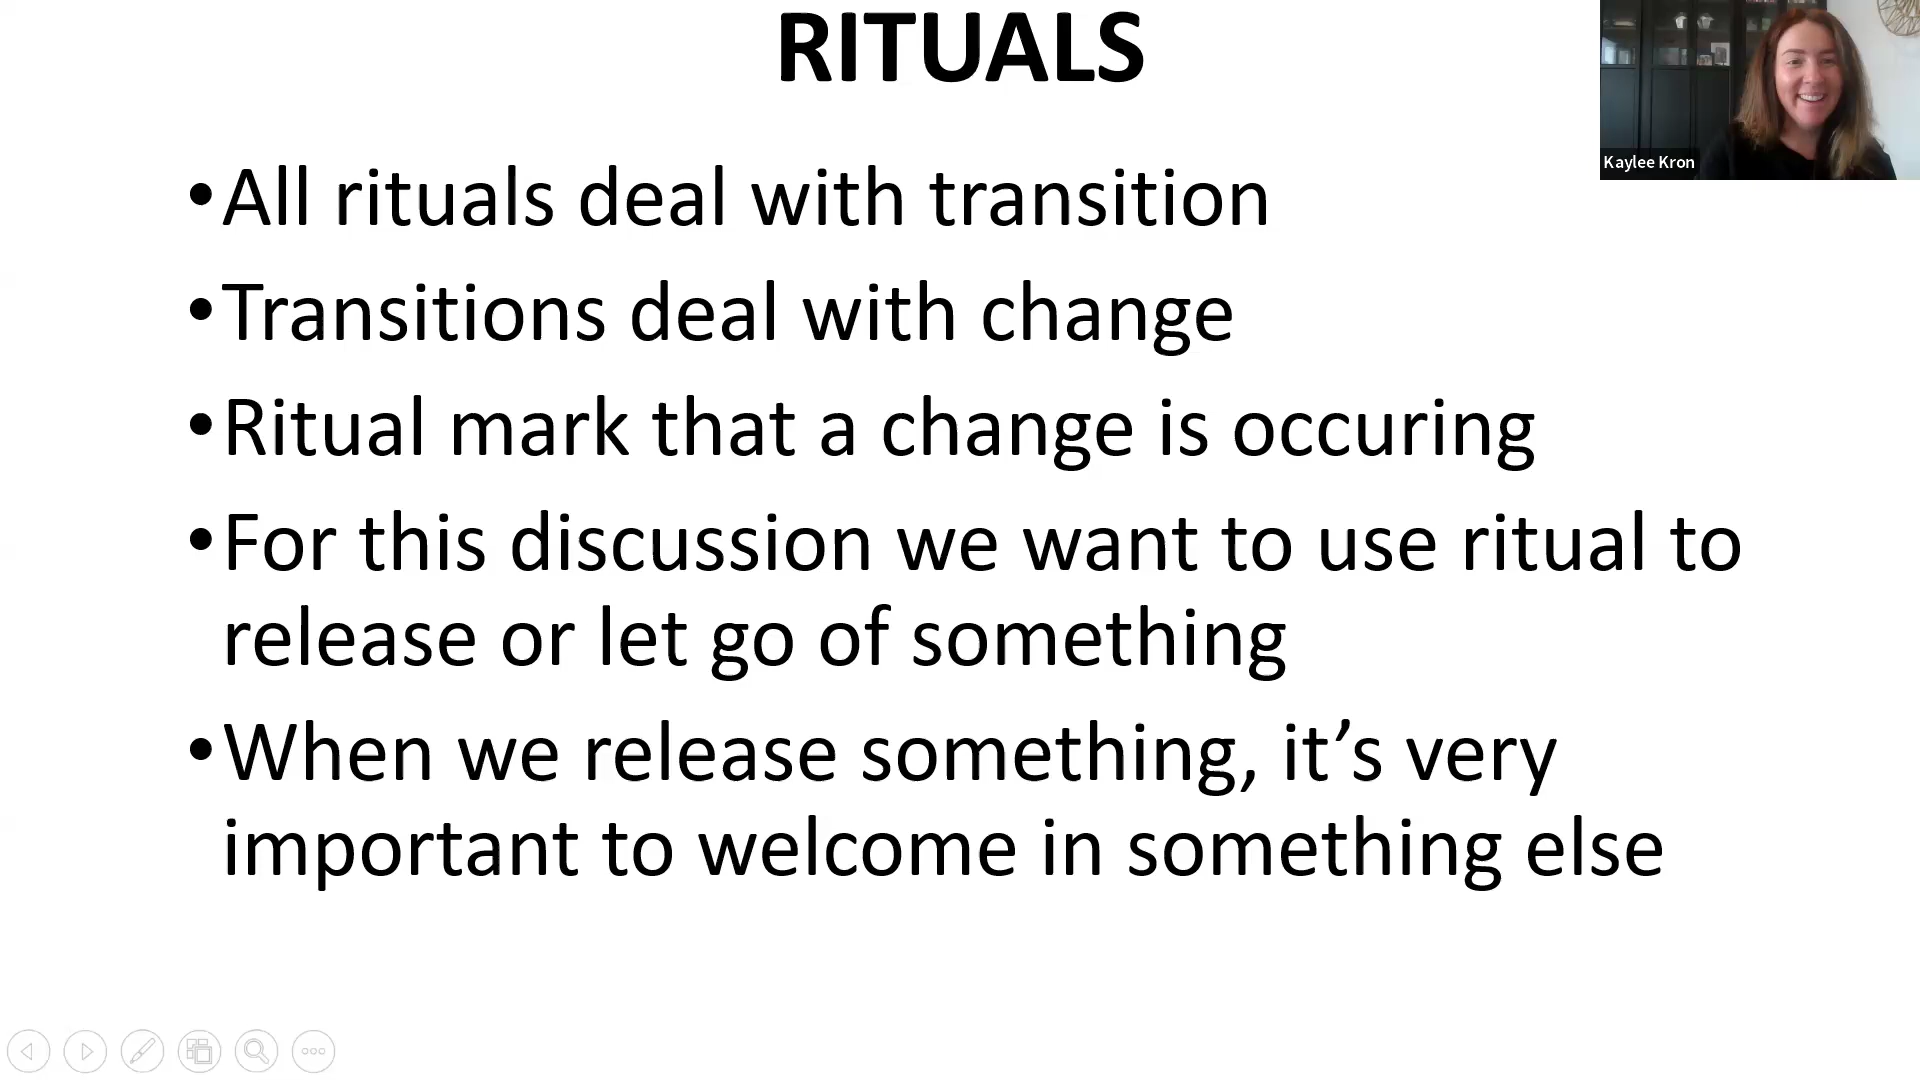 RITUALS
•All rituals deal with transition
•Transitions deal with change
•Ritual mark that a change is occuring
•For this discussion we want to use ritual to
release or let go of something
•When we release something, it’s very
important to welcome in something else
Kaylee Kron